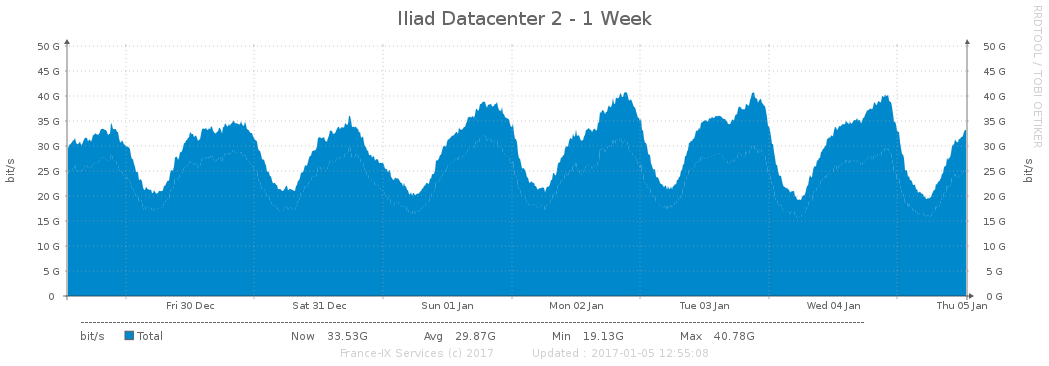 Iliad Datacenter 2 - 1 Week
RRDTOOL / TOBI OETIKER
bit/s
50 G 50 G
45 G 45 G
40 G 40 G
35 G 35 G
30 G 30 G
25 G 25 G
20 G 20 G
15 G 15 G
10 G 10 G
5 G 5 G
0 0 G
bit/s
Fri 30 Dec Sat 31 Dec Sun 01 Jan Mon 02 Jan Tue 03 Jan Wed 04 Jan Thu 05 Jan
bit/s Total Now 33.53G Avg 29.87G Min 19.13G Max 40.78G
France-IX Services (c) 2017 Updated : 2017-01-05 12:55:08